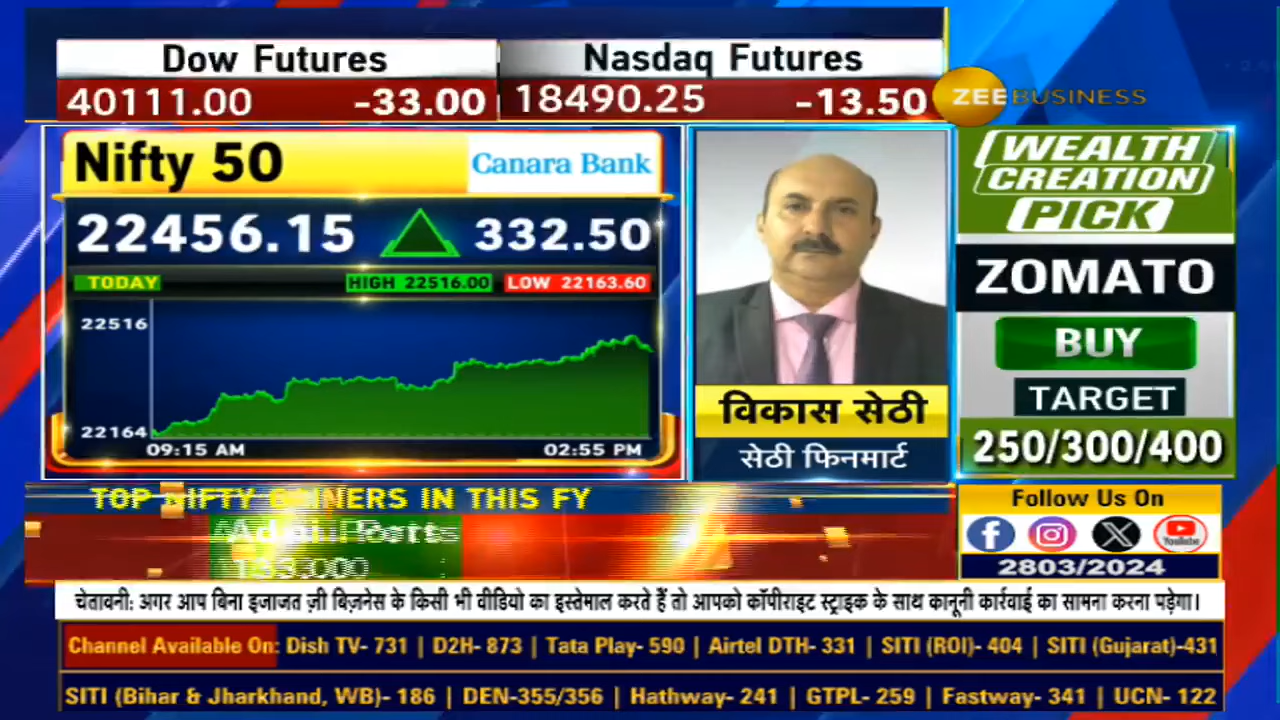 Dow Futures
40111.00 -33.00
Nasdaq Futures
18490.25 -13.50
ZEE BUSINESS
Nifty 50
Canara Bank
22456.15 332.50
TODAY HIGH 22516.00 LOW 22163.60
22516
22164
09:15 AM 02:55 PM
विकास सेठी
सेठी फिनमार्ट
WEALTH
CREATION
PICK
ZOMATO
BUY
TARGET
250/300/400
TOP NIFTY GAINERS IN THIS FY
Follow Us On
YouTube
2803/2024
चेतावनी: अगर आप बिना इजाजत ज़ी बिज़नेस के किसी भी वीडियो का इस्तेमाल करते हैं तो आपको कॉपीराइट स्ट्राइक के साथ कानूनी कार्रवाई का सामना करना पड़ेगा।
Channel Available On: Dish TV- 731 | D2H- 873 | Tata Play- 590 | Airtel DTH- 331 | SITI (ROI)- 404 | SITI (Gujarat)-431
SITI (Bihar & Jharkhand, WB)- 186 | DEN-355/356 | Hathway- 241 | GTPL- 259 | Fastway- 341 | UCN- 122